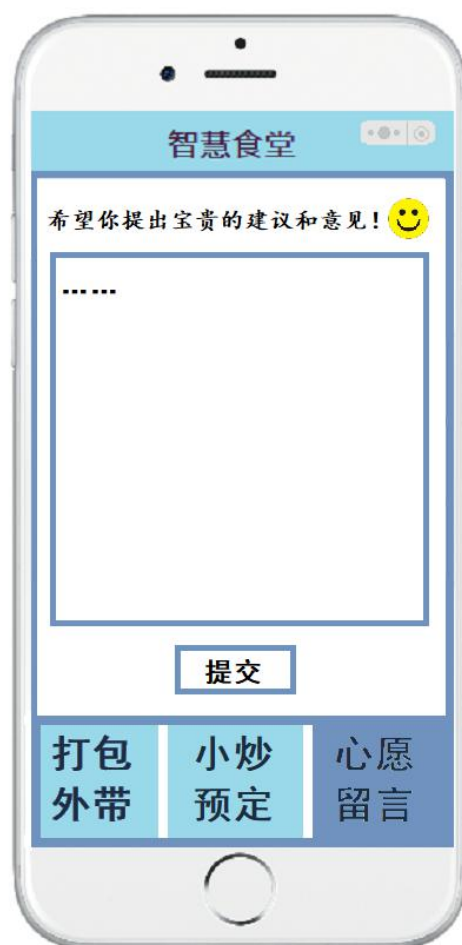 智慧食堂
希望你提出宝贵的建议和意见！
……
提交
打包
外带
小炒
预定
心愿
留言